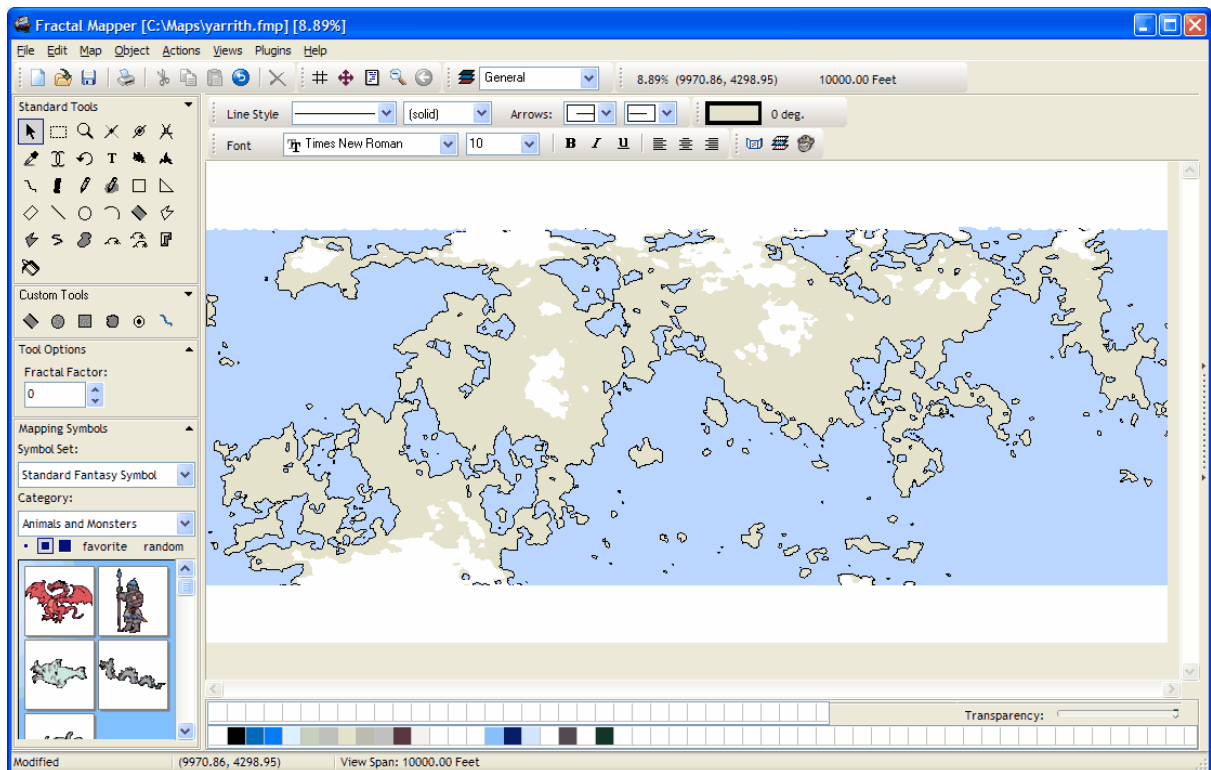 Fractal Mapper [C:\Maps\yarrith.fmp] [8.89%]
File Edit Map Object Actions Views Plugins Help
General 8.89% (9970.86, 4298.95) 10000.00 Feet
Standard Tools
Line Style (solid) Arrows: 0 deg.
Font Times New Roman 10 B I U
Custom Tools
Tool Options
Fractal Factor:
0
Mapping Symbols
Symbol Set:
Standard Fantasy Symbol
Category:
Animals and Monsters
favorite random
Transparency:
Modified (9970.86, 4298.95) View Span: 10000.00 Feet